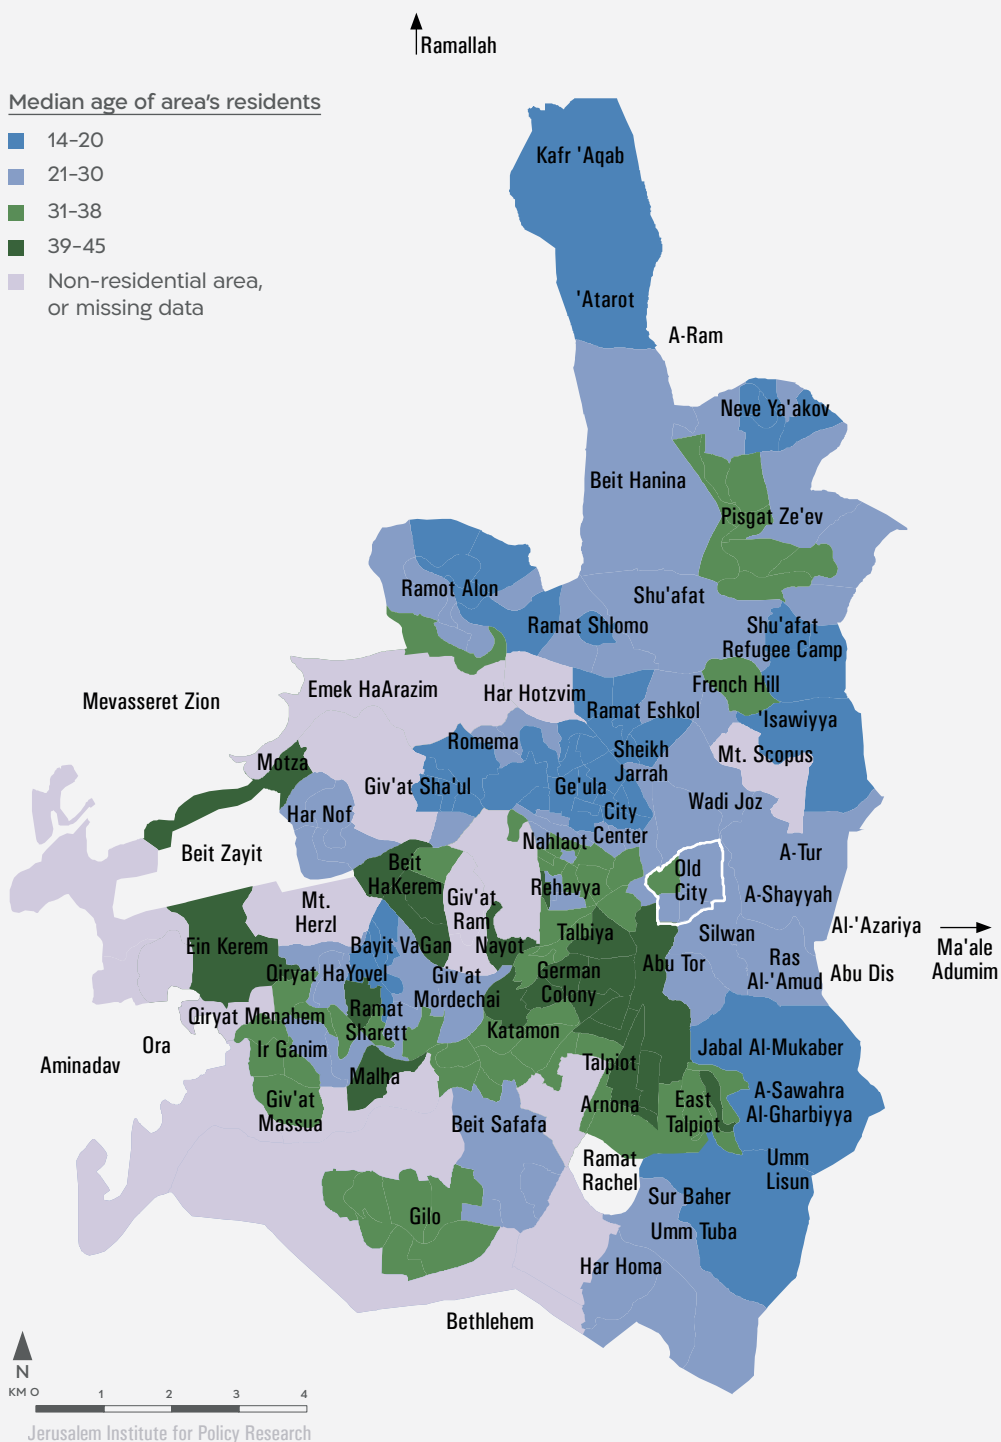 Ramallah
Median age of area's residents
14-20
21-30
31-38
39-45
Non-residential area,
or missing data
Kafr 'Aqab
'Atarot
A-Ram
Neve Ya'akov
Beit Hanina
Pisgat Ze'ev
Ramot Alon
Shu'afat
Ramat Shlomo
Shu'afat
Refugee Camp
Mevasseret Zion
Emek HaArazim
Har Hotzvim
French Hill
Ramat Eshkol
'Isawiyya
Romema
Sheikh
Jarrah
Mt. Scopus
Motza
Giv'at Sha'ul
Ge'ula
Har Nof
City
Center
Wadi Joz
Nahlaot
Beit Zayit
Beit
HaKerem
Old
City
A-Tur
Mt.
Herzl
Giv'at
Ram
Rehavya
A-Shayyah
Ein Kerem
Bayit VaGan
Nayot
Talbiya
Silwan
Al-'Azariya
Abu Tor
Ras
Al-'Amud
Abu Dis
Ma'ale
Adumim
Qiryat HaYovel
Giv'at
Mordechai
German
Colony
Qiryat Menahem
Ramat
Sharett
Katamon
Ora
Ir Ganim
Jabal Al-Mukaber
Aminadav
Malha
Talpiot
Giv'at
Massua
Arnona
East
Talpiot
A-Sawahra
Al-Gharbiyya
Beit Safafa
Ramat
Rachel
Umm
Lisun
Sur Baher
Gilo
Umm Tuba
Har Homa
Bethlehem
N
KM 0 1 2 3 4
Jerusalem Institute for Policy Research